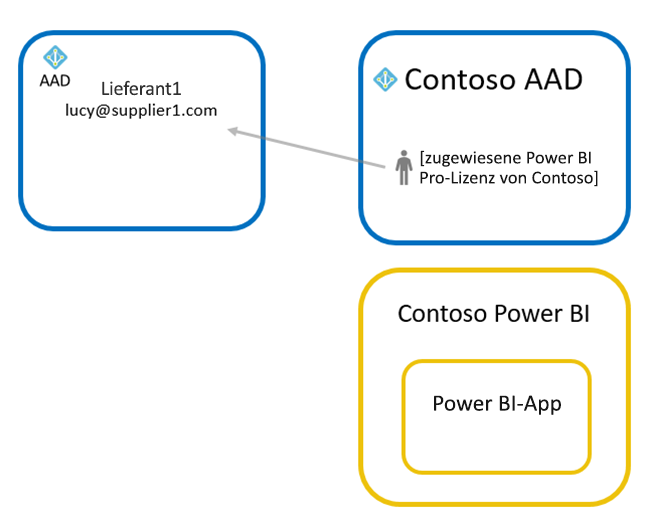 AAD
Lieferant1
lucy@supplier1.com
Contoso AAD
[zugewiesene Power BI
Pro-Lizenz von Contoso]
Contoso Power BI
Power BI-App